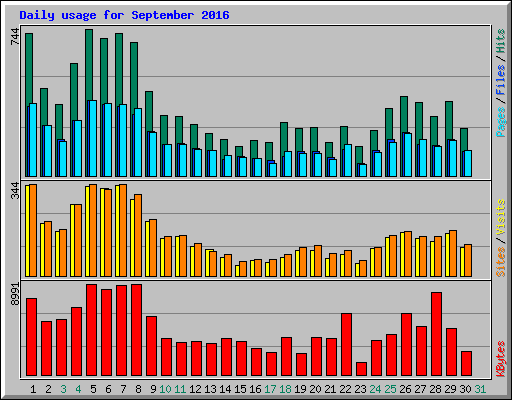 Daily usage for September 2016
744
Pages / Files / Hits
344
Sites / Visits
8991
KBytes
1 2 3 4 5 6 7 8 9 10 11 12 13 14 15 16 17 18 19 20 21 22 23 24 25 26 27 28 29 30 31